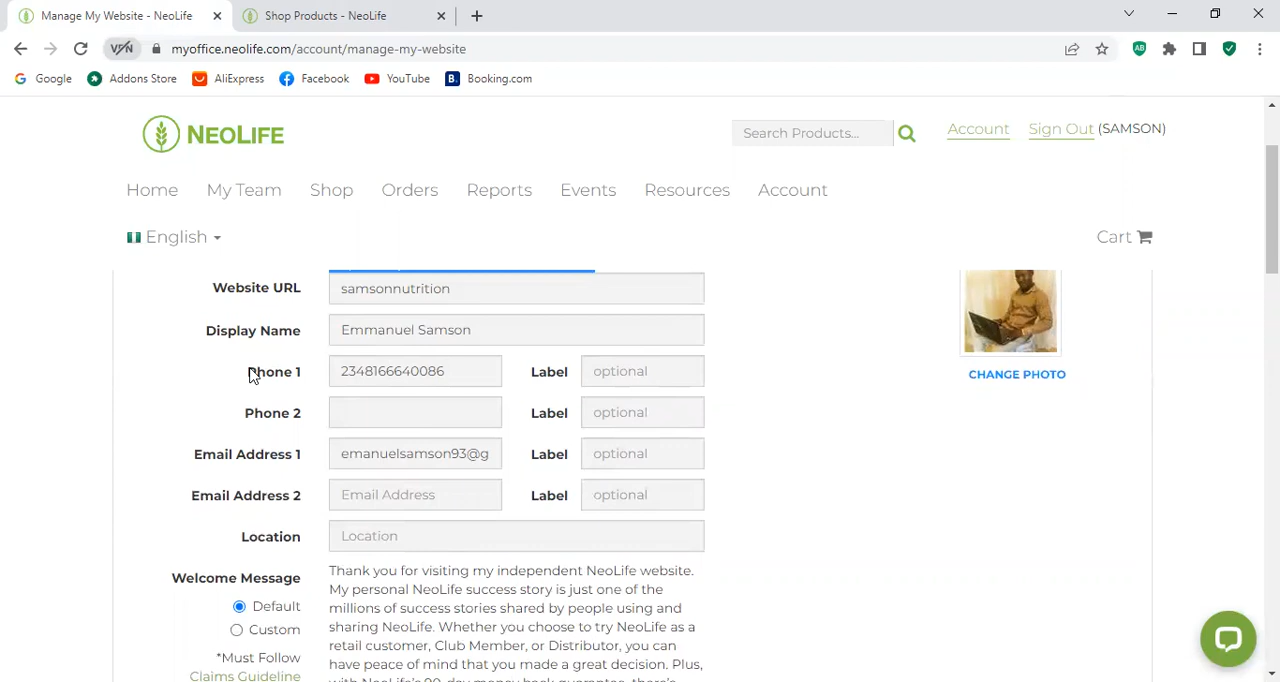 Manage My Website - NeoLife
Shop Products - NeoLife
VPN
myoffice.neolife.com/account/manage-my-website
Google
Addons Store
AliExpress
Facebook
YouTube
B.
Booking.com
NEOLIFE
Search Products...
Account
Sign Out (SAMSON)
Home
My Team
Shop
Orders
Reports
Events
Resources
Account
English
Cart
Website URL
samsonnutrition
Display Name
Emmanuel Samson
Phone 1
2348166640086
Label
optional
CHANGE PHOTO
Phone 2
Label
optional
Email Address 1
emanuelsamson93@g
Label
optional
Email Address 2
Email Address
Label
optional
Location
Location
Welcome Message
Default
Custom
*Must Follow
Claims Guideline
Thank you for visiting my independent NeoLife website.
My personal NeoLife success story is just one of the
millions of success stories shared by people using and
sharing NeoLife. Whether you choose to try NeoLife as a
retail customer, Club Member, or Distributor, you can
have peace of mind that you made a great decision. Plus,